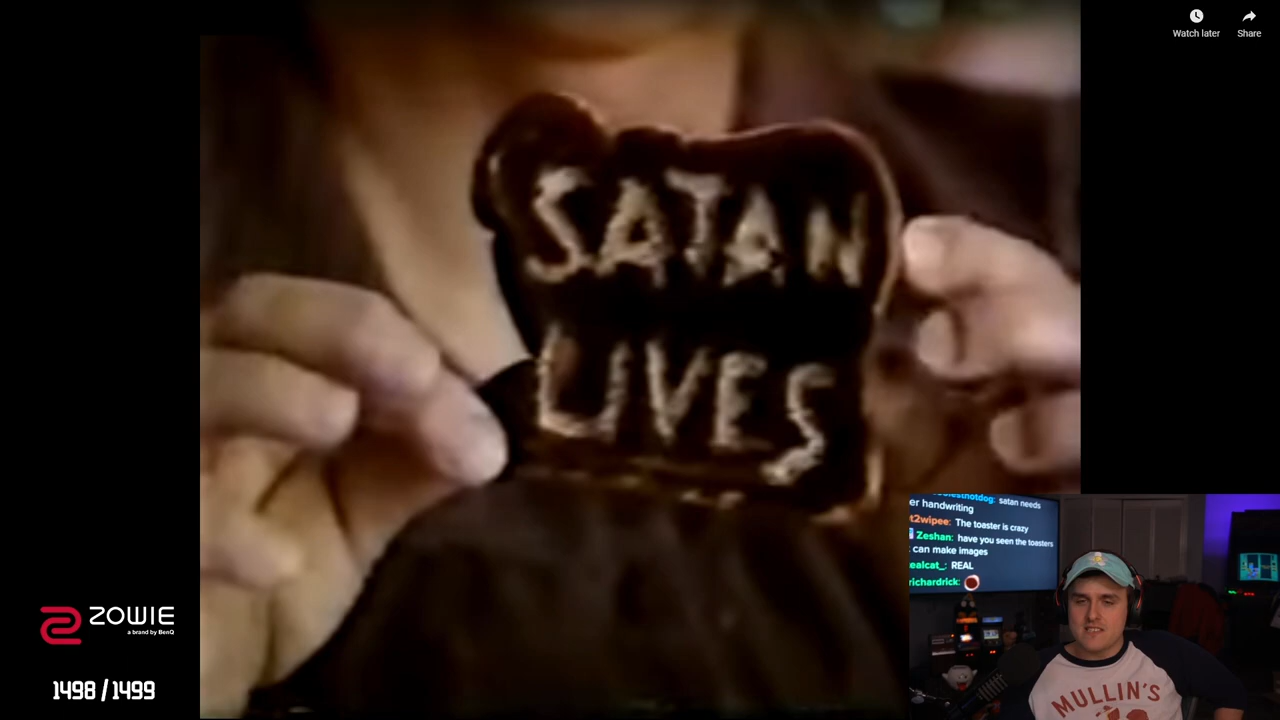 Watch later
Share
SATAN
LIVES
satan needs
er handwriting
t2wipee: The toaster is crazy
Zeshan: have you seen the toasters
can make images
ealcat_: REAL
richardrick:
ZOWIE
a brand by BenQ
1498 / 1499
MULLIN'S